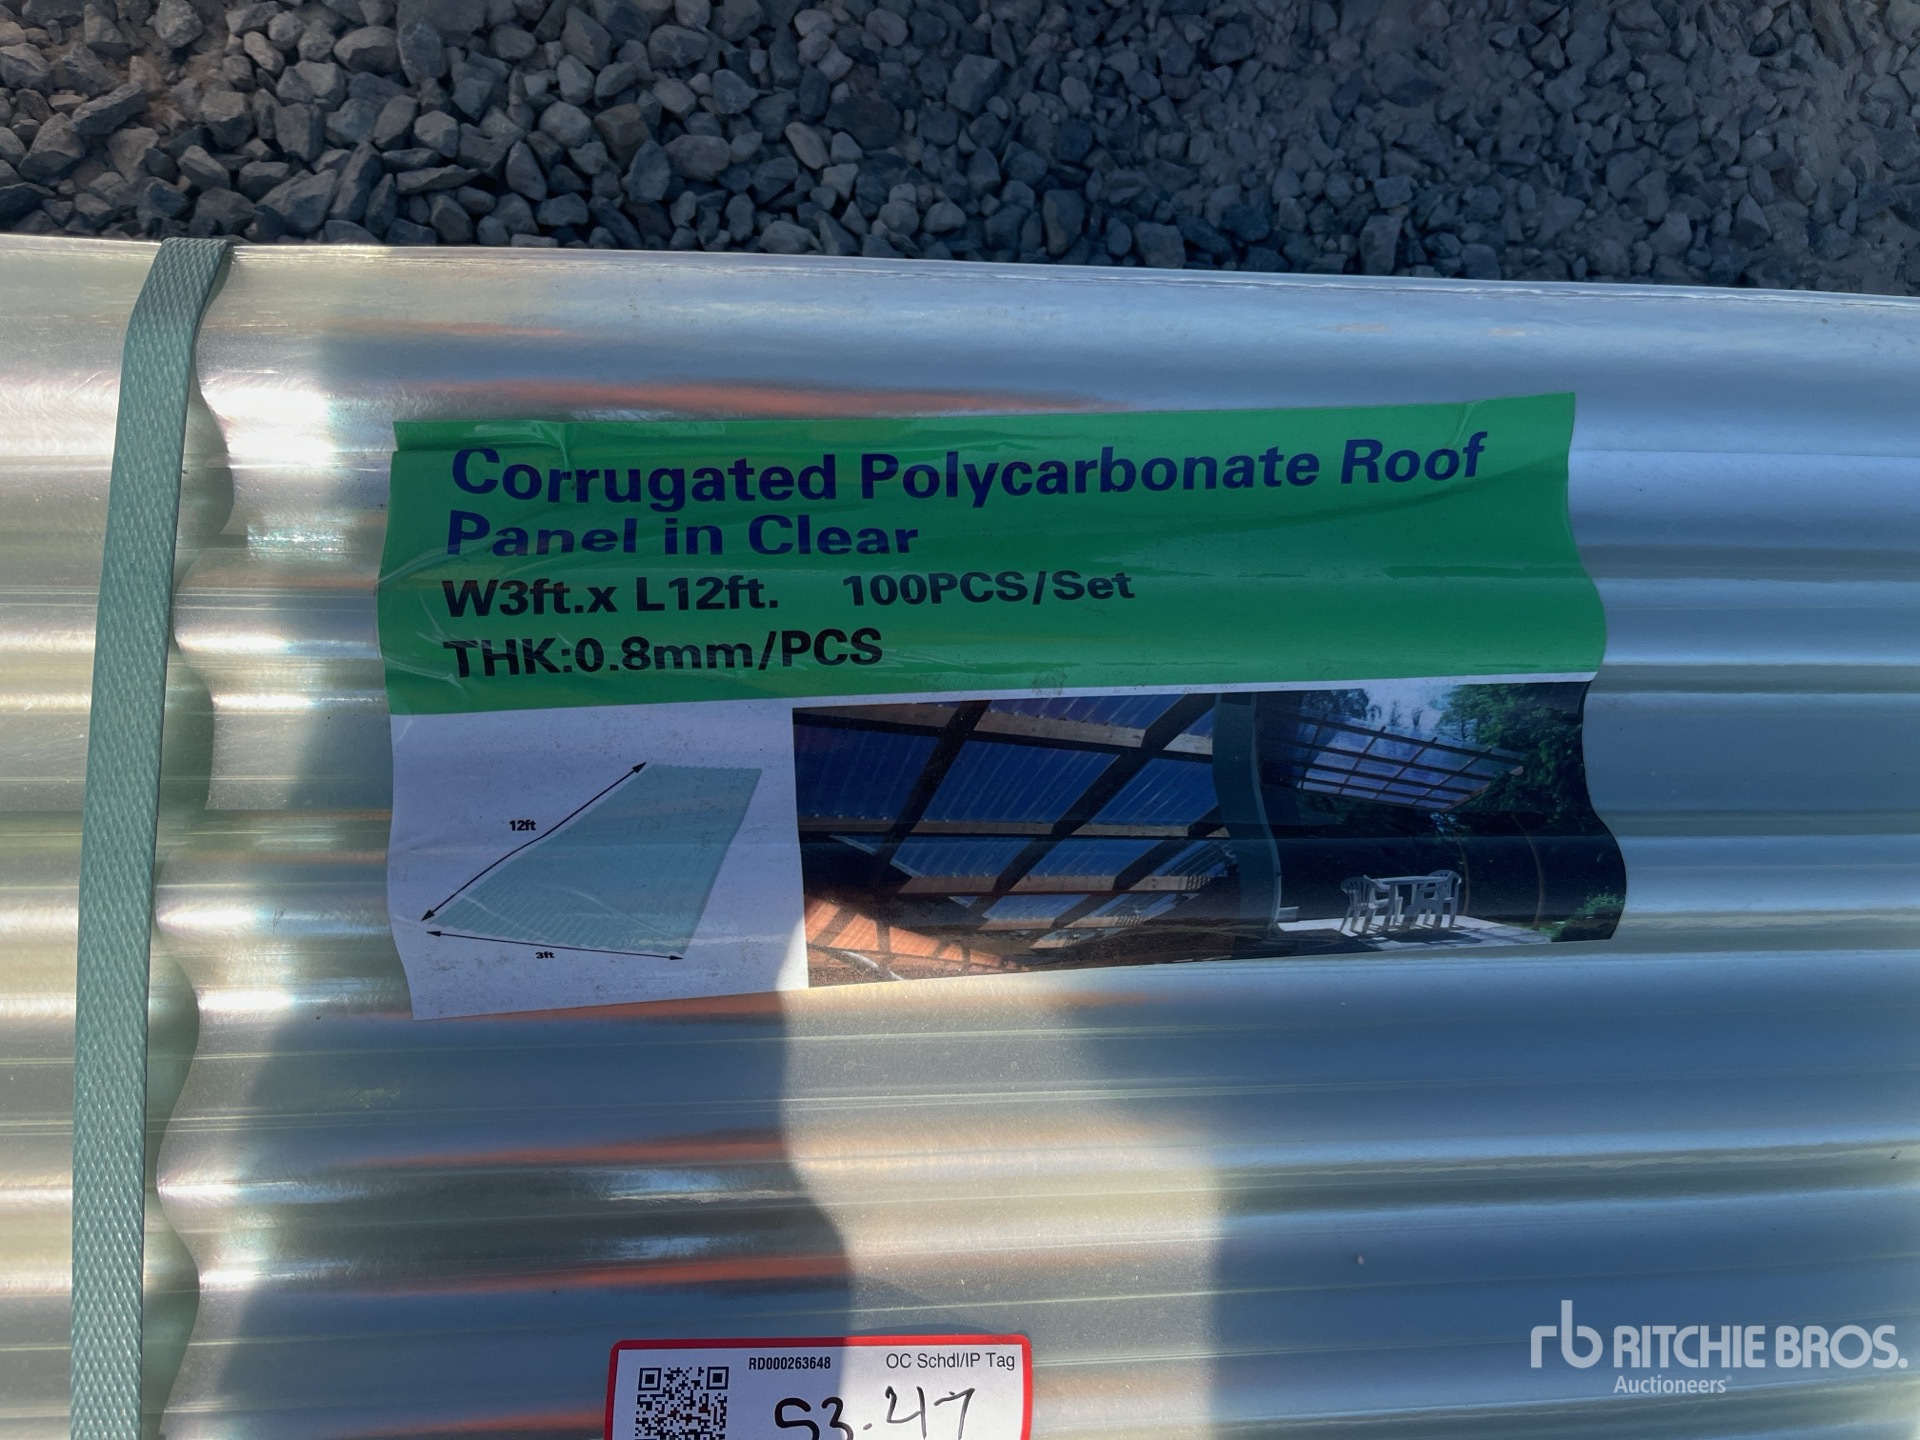 Corrugated Polycarbonate Roof
Panel in Clear
W3ft.x L12ft. 100PCS/Set
THK:0.8mm/PCS
12ft
3ft
RD000263648 OC Schdl/IP Tag
53.47
rb RITCHIE BROS.
Auctioneers